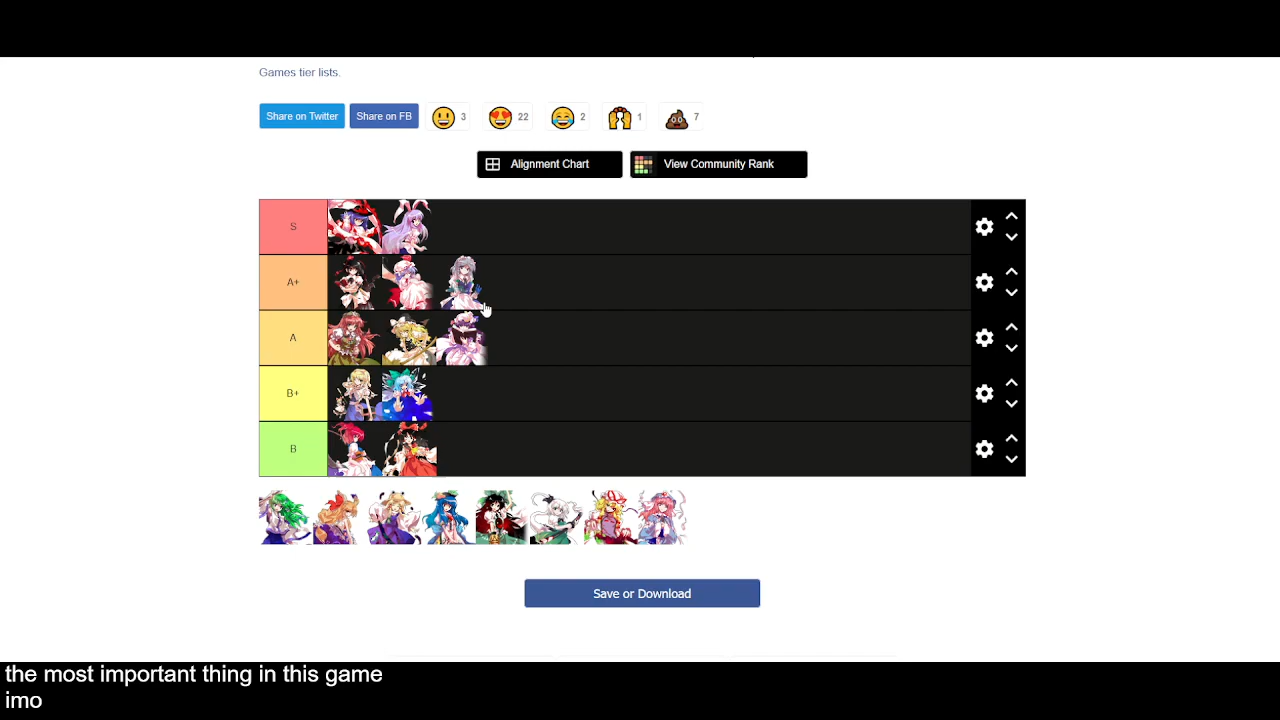 Games tier lists.
Share on Twitter
Share on FB
3
22
2
1
7
Alignment Chart
View Community Rank
S
A+
A
B+
B
Save or Download
the most important thing in this game
imo